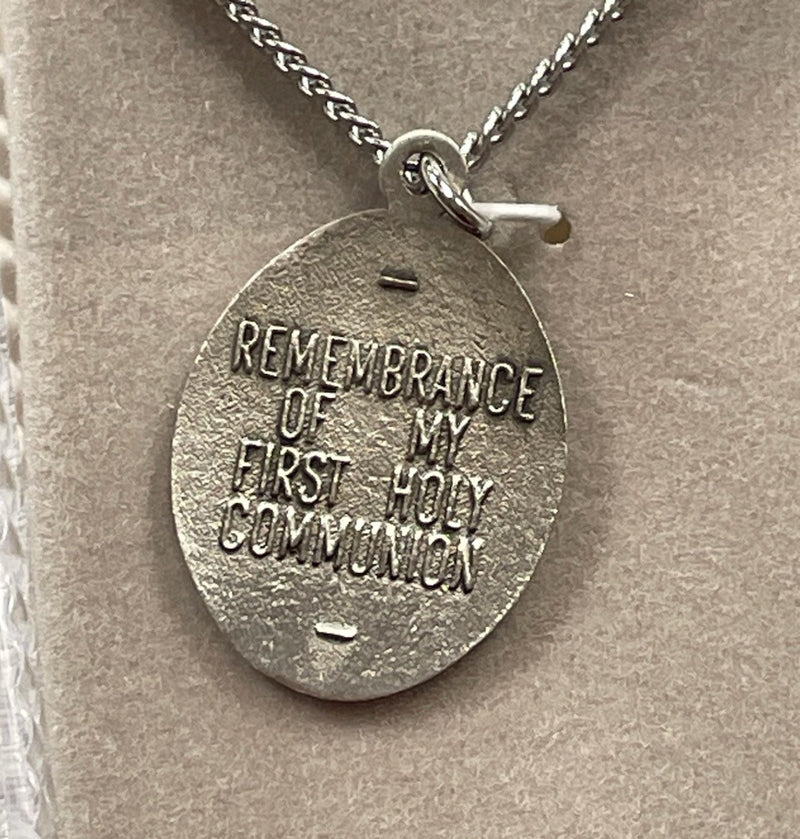 REMEMBRANCE
OF MY
FIRST HOLY
COMMUNION